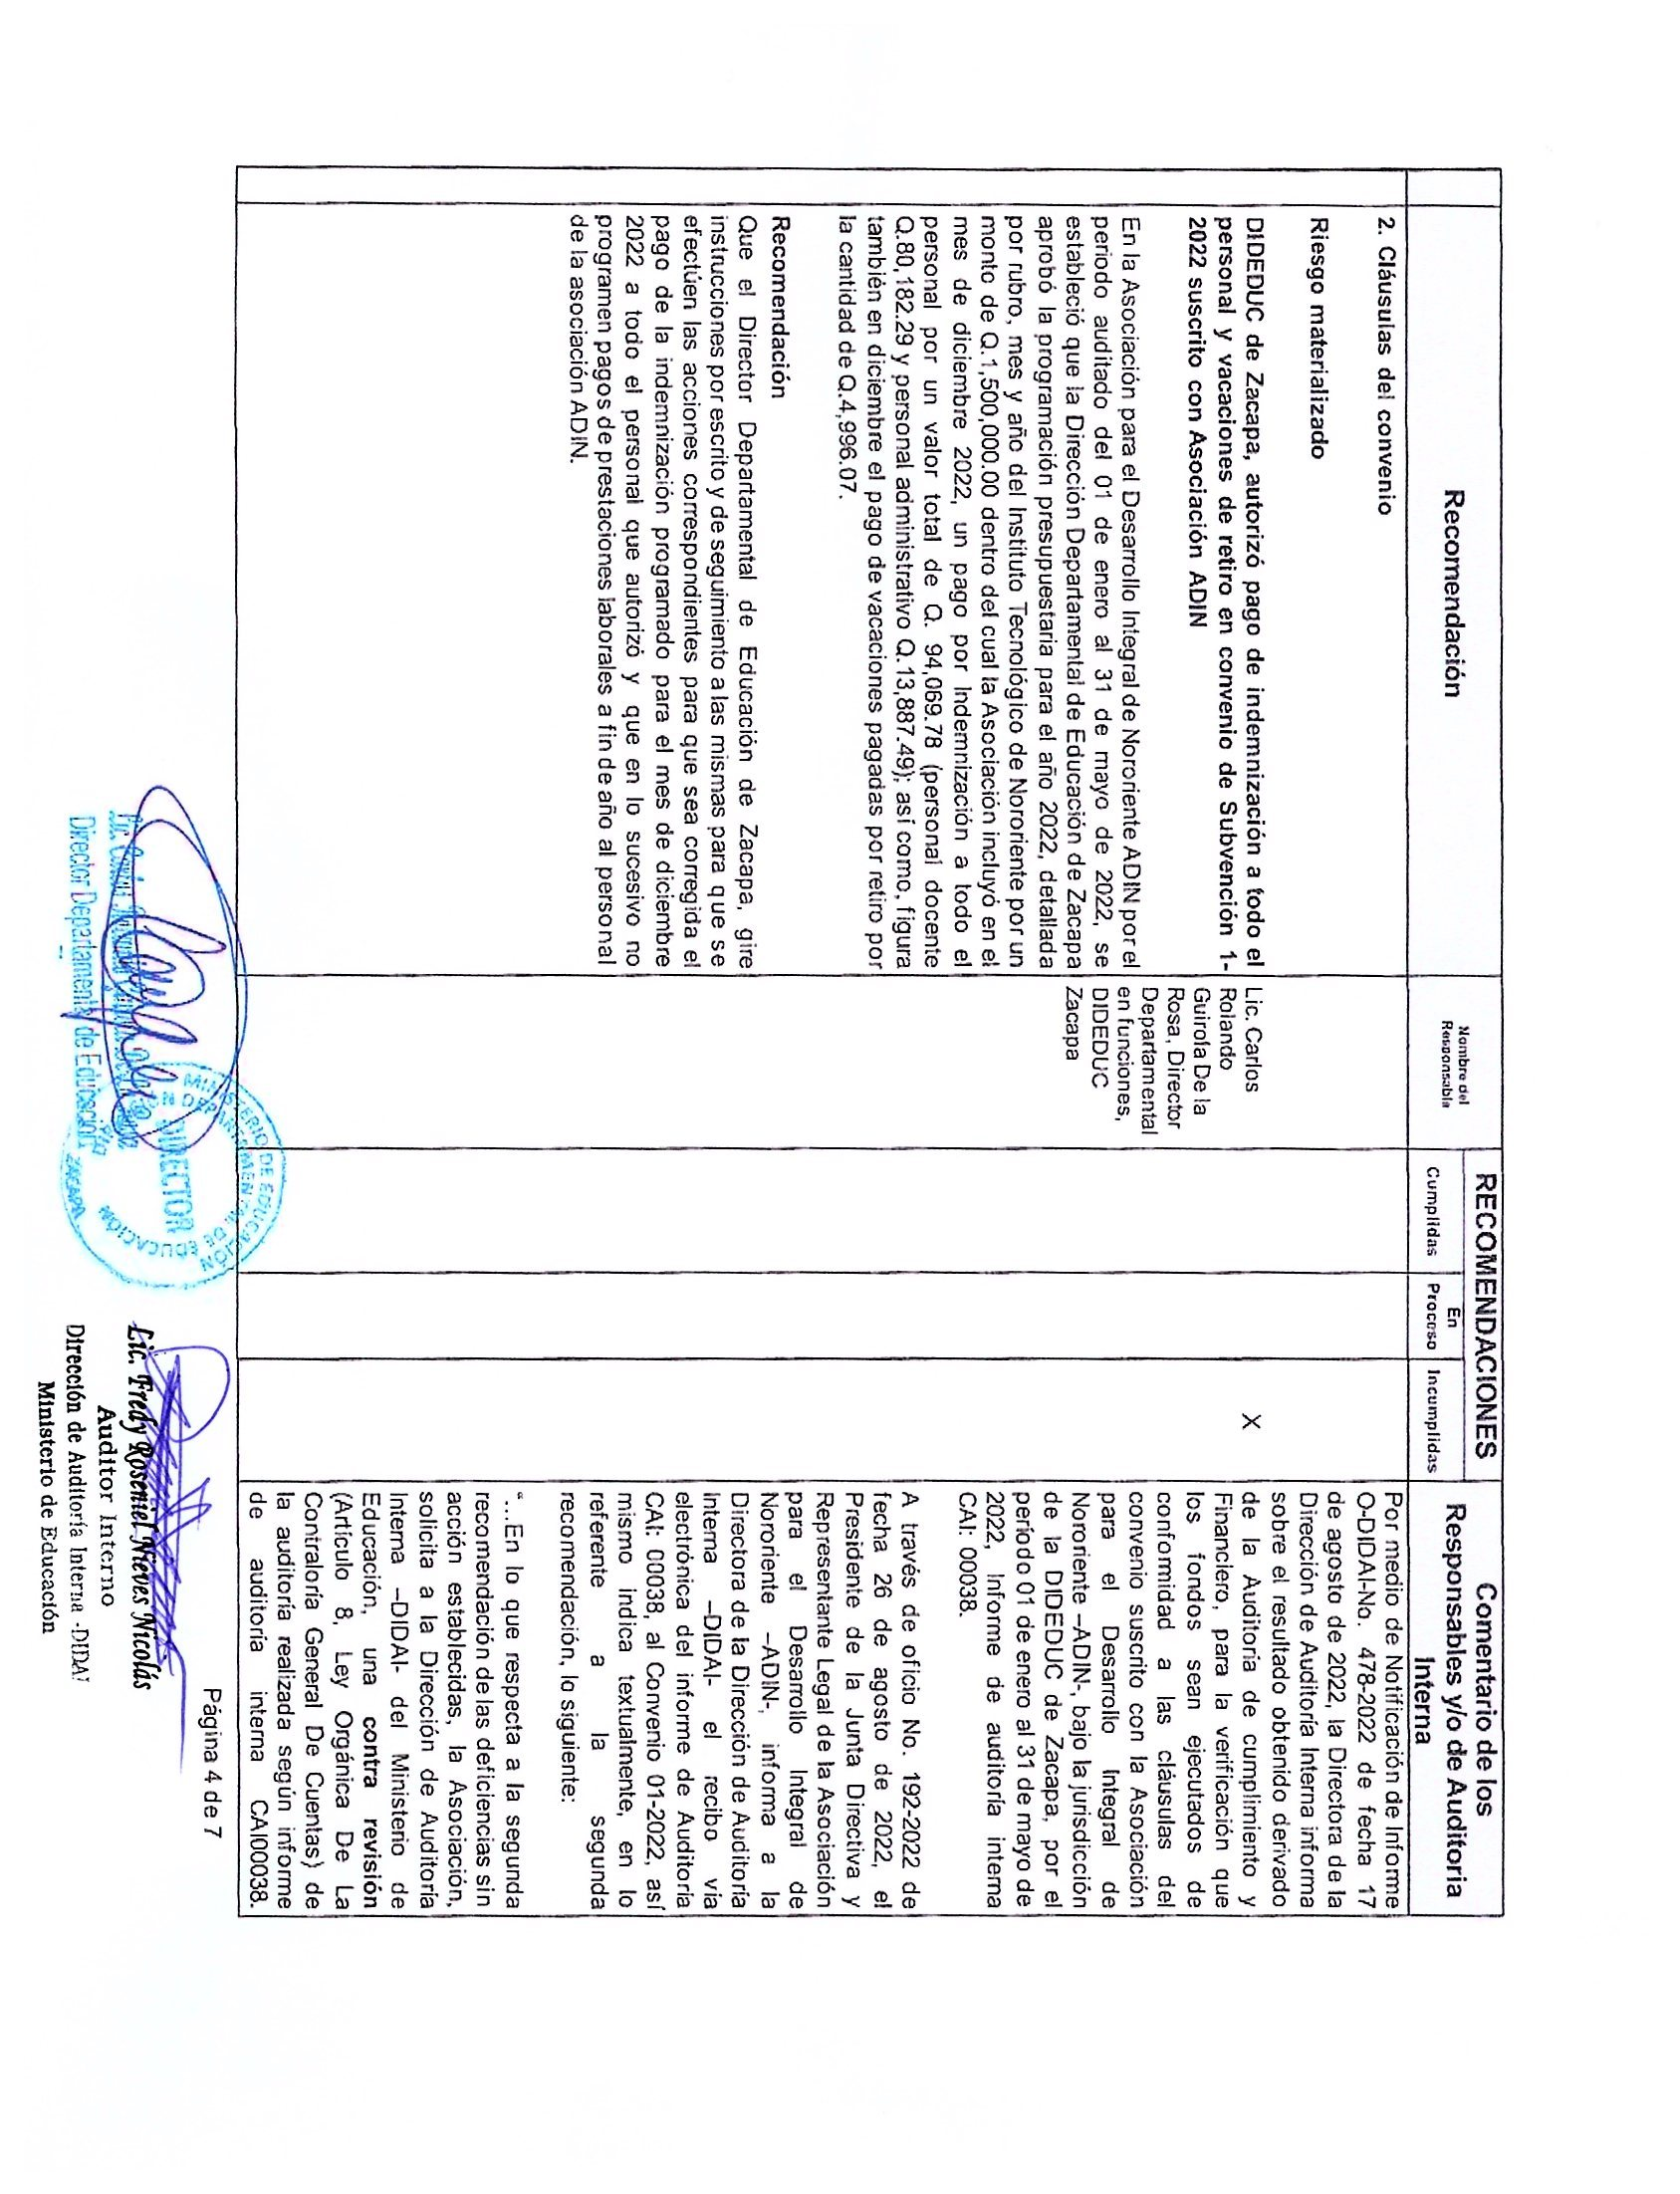 RECOMENDACIONES
Recomendación
Nombre del
Responsable
Cumplidas
En
Proceso
Incumplidas
Comentario de los
Responsables y/o de Auditoría
Interna
2. Cláusulas del convenio
Riesgo materializado
DIDEDUC de Zacapa, autorizó pago de indemnización a todo el
personal y vacaciones de retiro en convenio de Subvención 1-
2022 suscrito con Asociación ADIN
En la Asociación para el Desarrollo Integral de Nororiente ADIN por el
periodo auditado del 01 de enero al 31 de mayo de 2022, se
estableció que la Dirección Departamental de Educación de Zacapa
aprobó la programación presupuestaria para el año 2022, detallada
por rubro, mes y año del Instituto Tecnológico de Nororiente por un
monto de Q.1,500,000.00 dentro del cual la Asociación incluyó en el
mes de diciembre 2022, un pago por Indemnización a todo el
personal por un valor total de Q. 94,069.78 (personal docente
Q.80,182.29 y personal administrativo Q.13,887.49); así como, figura
también en diciembre el pago de vacaciones pagadas por retiro por
la cantidad de Q.4,996.07.
Recomendación
Que el Director Departamental de Educación de Zacapa, gire
instrucciones por escrito y de seguimiento a las mismas para que se
efectúen las acciones correspondientes para que sea corregida el
pago de la indemnización programado para el mes de diciembre
2022 a todo el personal que autorizó y que en lo sucesivo no
programen pagos de prestaciones laborales a fin de año al personal
de la asociación ADIN.
Lic. Carlos
Rolando
Guirola De la
Rosa, Director
Departamental
en funciones,
DIDEDUC
Zacapa
X
Por medio de Notificación de Informe
O-DIDAI-No. 478-2022 de fecha 17
de agosto de 2022, la Directora de la
Dirección de Auditoría Interna informa
sobre el resultado obtenido derivado
de la Auditoría de cumplimiento y
Financiero, para la verificación que
los fondos sean ejecutados de
confomidad a las cláusulas del
convenio suscrito con la Asociación
para el Desarrollo Integral de
Nororiente –ADIN-, bajo la jurisdicción
de la DIDEDUC de Zacapa, por el
período 01 de enero al 31 de mayo de
2022, Informe de auditoría interna
CAI: 00038.
A través de oficio No. 192-2022 de
fecha 26 de agosto de 2022, el
Presidente de la Junta Directiva y
Representante Legal de la Asociación
para el Desarrollo Integral de
Nororiente –ADIN-, informa a la
Directora de la Dirección de Auditoría
Interna –DIDAI- el recibo vía
electrónica del informe de Auditoría
CAI: 00038, al Convenio 01-2022, así
mismo indica textualmente, en lo
referente a la segunda
recomendación, lo siguiente:
“...En lo que respecta a la segunda
recomendación de las deficiencias sin
acción establecidas, la Asociación,
solicita a la Dirección de Auditoría
Interna –DIDAI- del Ministerio de
Educación, una contra revisión
(Artículo 8, Ley Orgánica De La
Contraloría General De Cuentas) de
la auditoría realizada según informe
de auditoría interna CAI00038.
Página 4 de 7
Director Departamental de Educación
MINISTERIO DE EDUCACIÓN
DIRECTOR
ZACAPA
Lic. Fredy Roseniel Nieves Nicolás
Auditor Interno
Dirección de Auditoría Interna -DIDAI
Ministerio de Educación